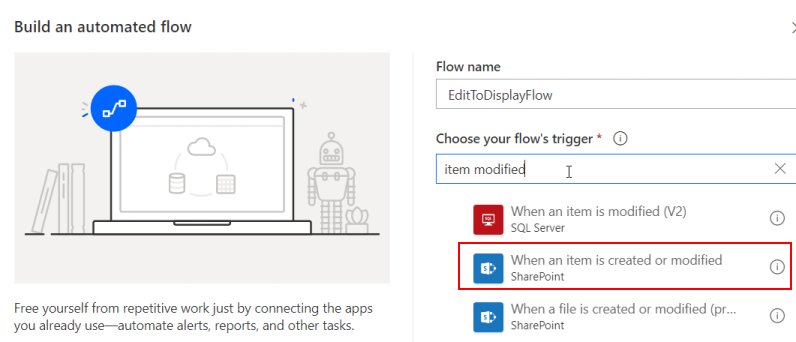 Build an automated flow
Flow name
EditToDisplayFlow
Choose your flow's trigger *
item modified
When an item is modified (V2)
SQL Server
When an item is created or modified
SharePoint
When a file is created or modified (pr...
SharePoint
Free yourself from repetitive work just by connecting the apps
you already use—automate alerts, reports, and other tasks.